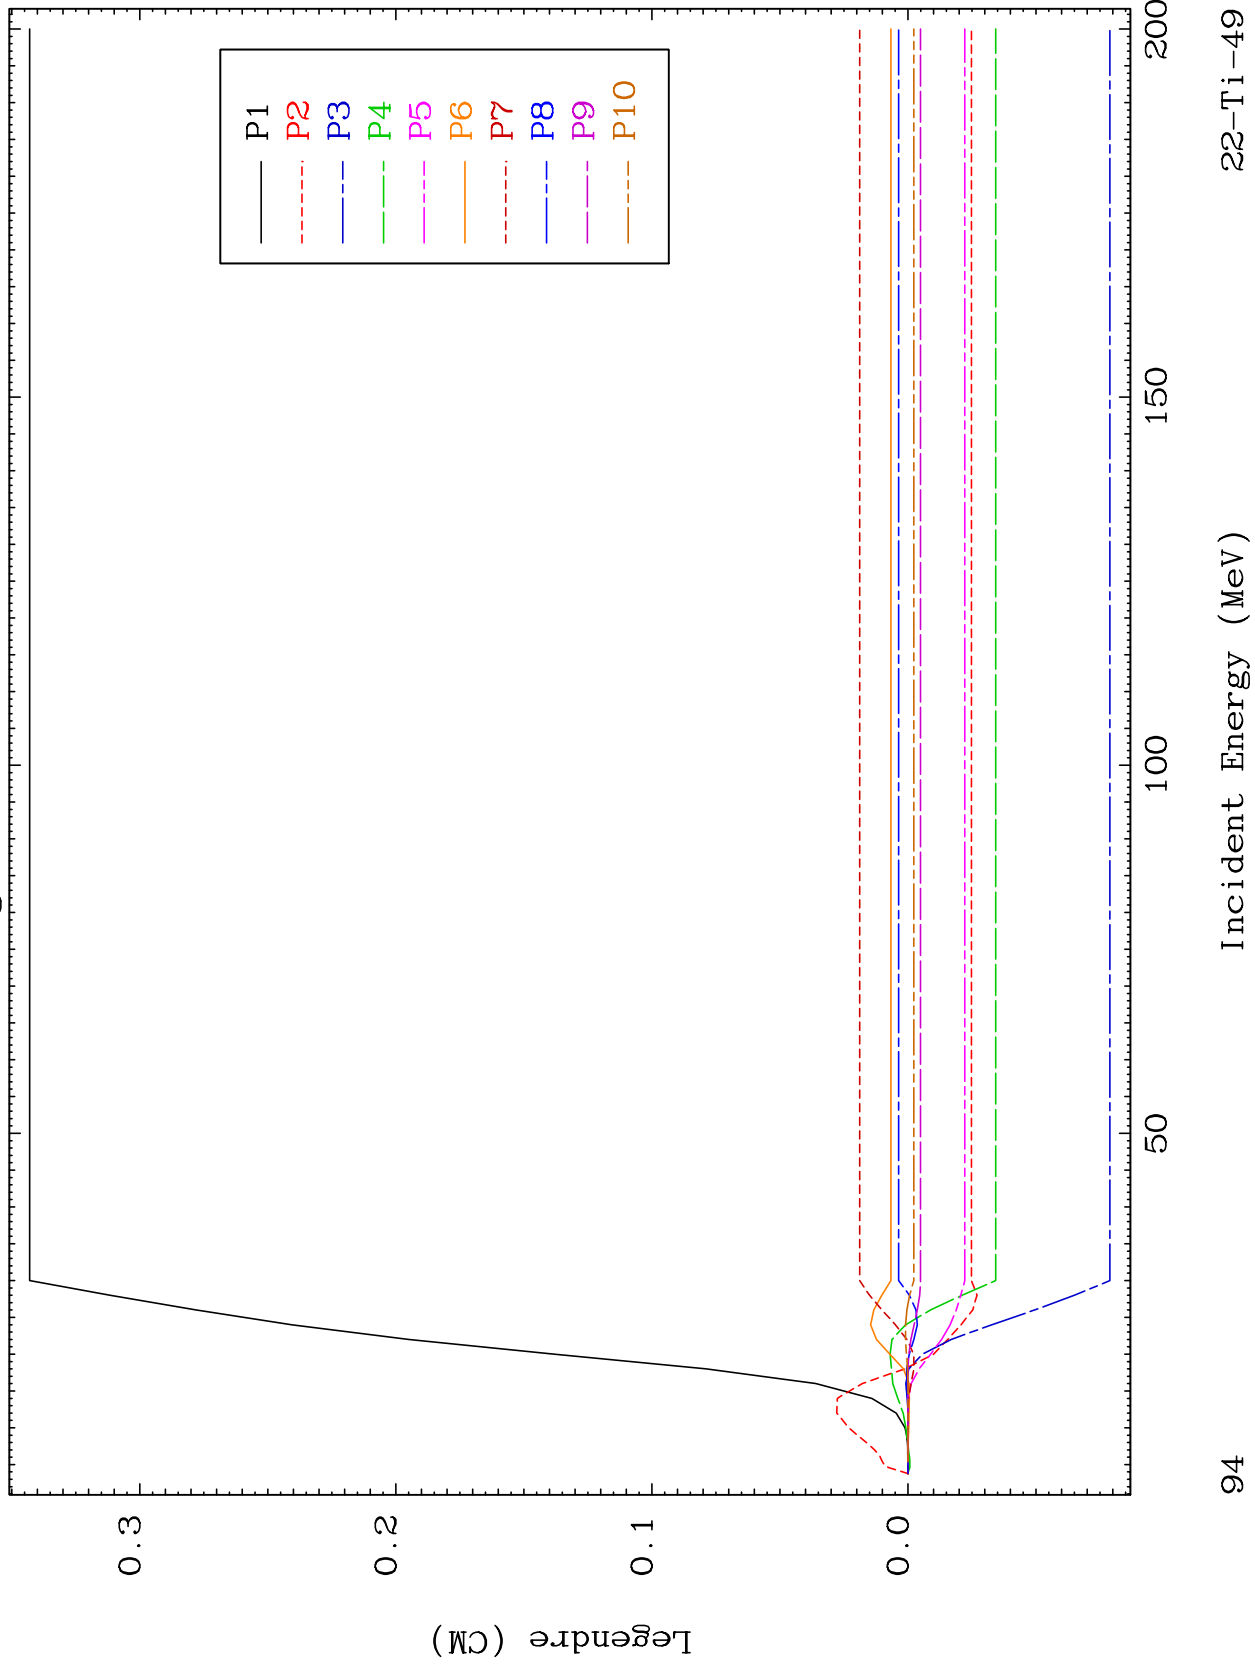 Legendre (CM)
0.3
0.2
0.1
0.0
P1
P2
P3
P4
P5
P6
P7
P8
P9
P10
50
100
150
200
94
Incident Energy (MeV)
22-Ti-49